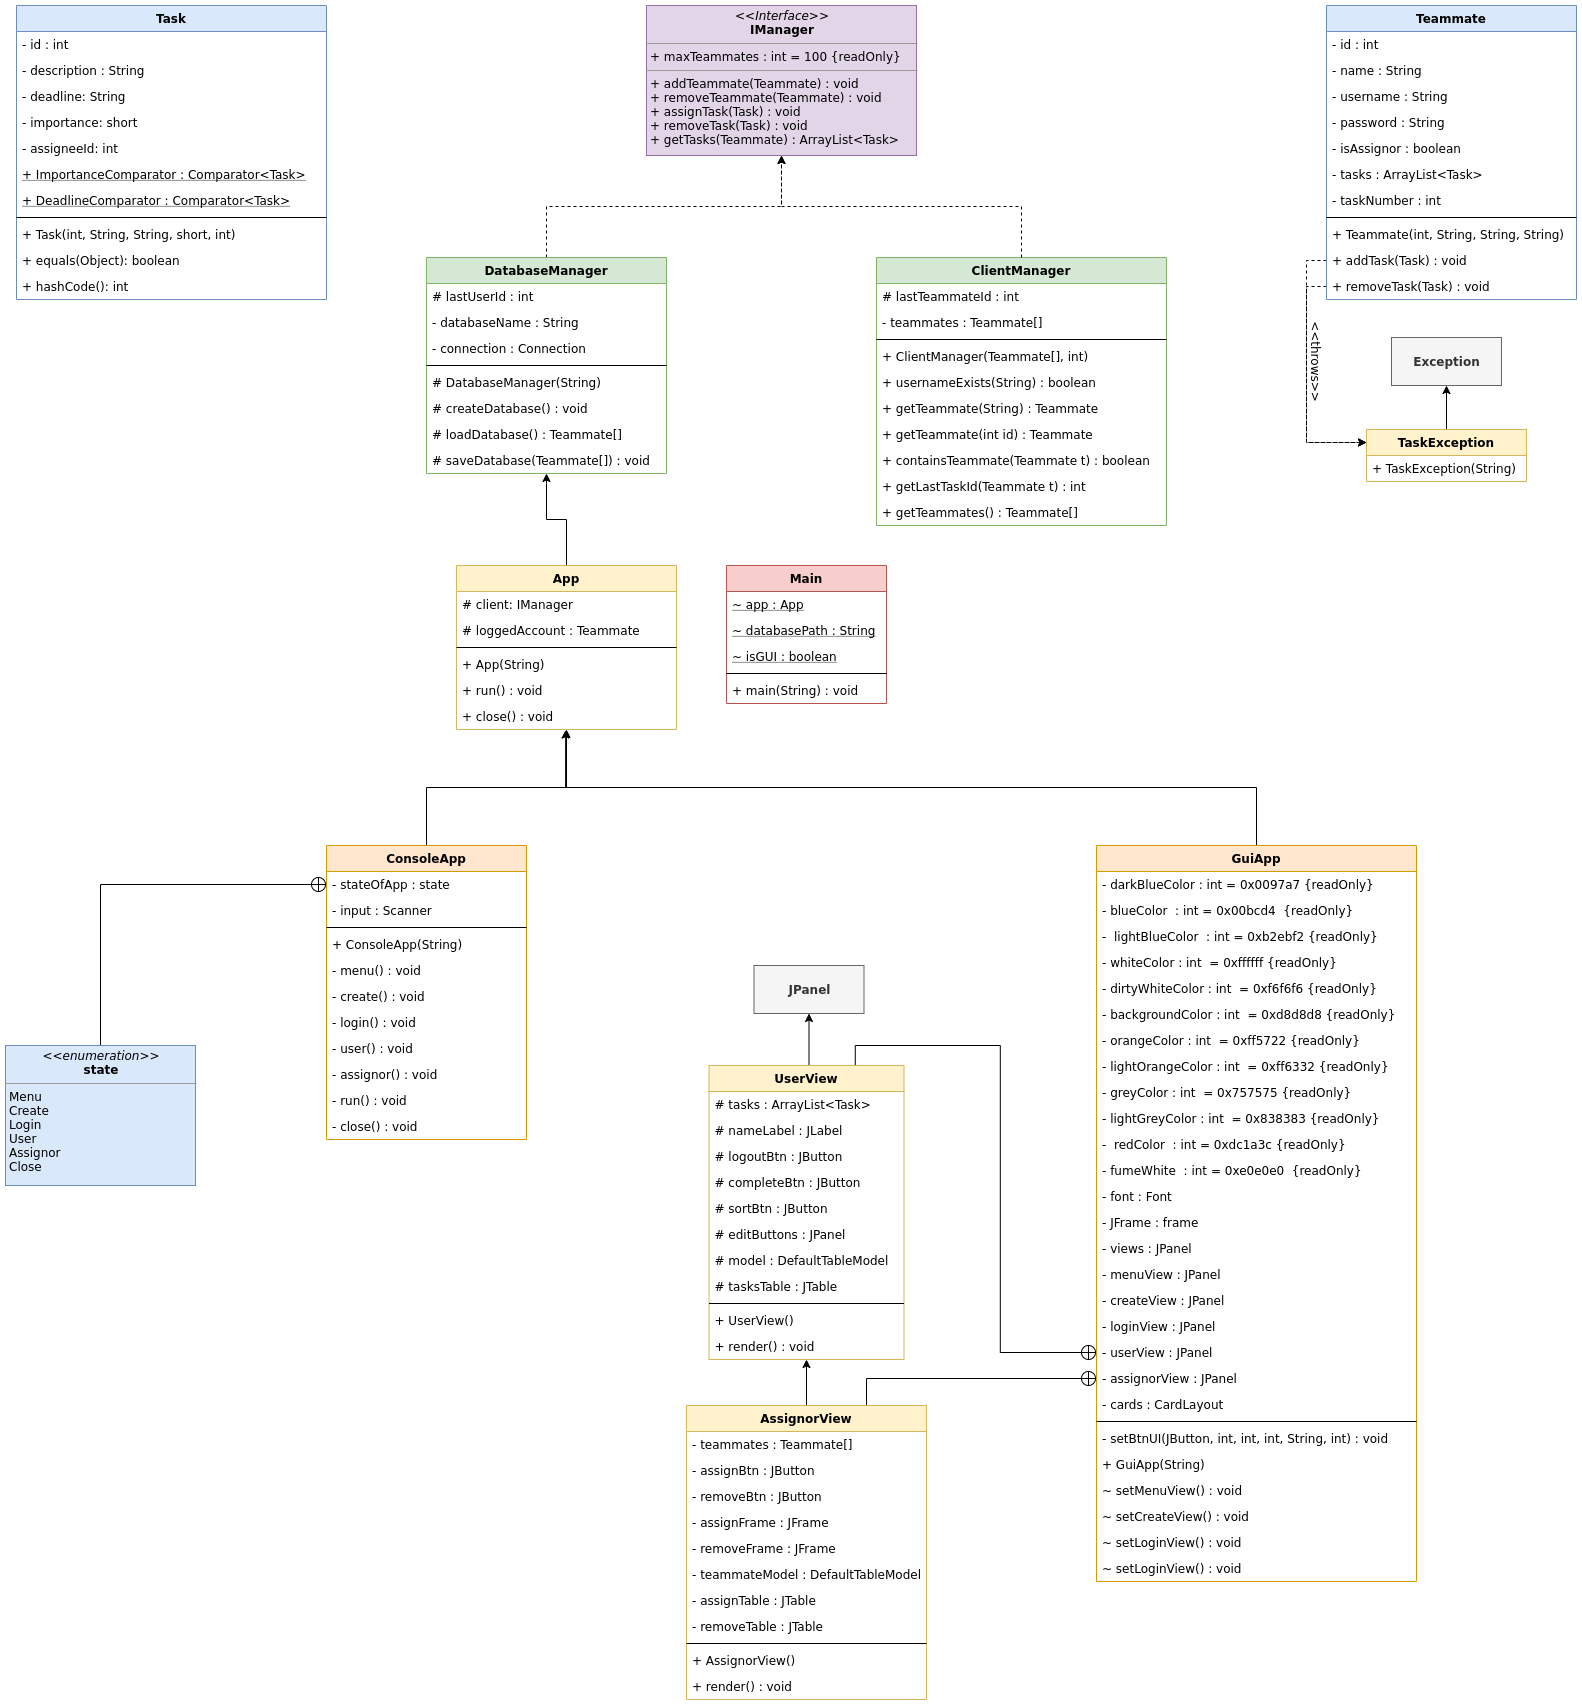 Task
- id : int
- description : String
- deadline: String
- importance: short
- assigneeId: int
+ ImportanceComparator : Comparator<Task>
+ DeadlineComparator : Comparator<Task>
+ Task(int, String, String, short, int)
+ equals(Object): boolean
+ hashCode(): int
<<Interface>>
IManager
+ maxTeammates : int = 100 {readOnly}
+ addTeammate(Teammate) : void
+ removeTeammate(Teammate) : void
+ assignTask(Task) : void
+ removeTask(Task) : void
+ getTasks(Teammate) : ArrayList<Task>
Teammate
- id : int
- name : String
- username : String
- password : String
- isAssignor : boolean
- tasks : ArrayList<Task>
- taskNumber : int
+ Teammate(int, String, String, String)
+ addTask(Task) : void
+ removeTask(Task) : void
<<throws>>
Exception
TaskException
+ TaskException(String)
DatabaseManager
# lastUserId : int
- databaseName : String
- connection : Connection
# DatabaseManager(String)
# createDatabase() : void
# loadDatabase() : Teammate[]
# saveDatabase(Teammate[]) : void
ClientManager
# lastTeammateId : int
- teammates : Teammate[]
+ ClientManager(Teammate[], int)
+ usernameExists(String) : boolean
+ getTeammate(String) : Teammate
+ getTeammate(int id) : Teammate
+ containsTeammate(Teammate t) : boolean
+ getLastTaskId(Teammate t) : int
+ getTeammates() : Teammate[]
App
# client: IManager
# loggedAccount : Teammate
+ App(String)
+ run() : void
+ close() : void
Main
~ app : App
~ databasePath : String
~ isGUI : boolean
+ main(String) : void
ConsoleApp
- stateOfApp : state
- input : Scanner
+ ConsoleApp(String)
- menu() : void
- create() : void
- login() : void
- user() : void
- assignor() : void
- run() : void
- close() : void
<<enumeration>>
state
Menu
Create
Login
User
Assignor
Close
JPanel
UserView
# tasks : ArrayList<Task>
# nameLabel : JLabel
# logoutBtn : JButton
# completeBtn : JButton
# sortBtn : JButton
# editButtons : JPanel
# model : DefaultTableModel
# tasksTable : JTable
+ UserView()
+ render() : void
AssignorView
- teammates : Teammate[]
- assignBtn : JButton
- removeBtn : JButton
- assignFrame : JFrame
- removeFrame : JFrame
- teammateModel : DefaultTableModel
- assignTable : JTable
- removeTable : JTable
+ AssignorView()
+ render() : void
GuiApp
- darkBlueColor : int = 0x0097a7 {readOnly}
- blueColor  : int = 0x00bcd4  {readOnly}
-  lightBlueColor  : int = 0xb2ebf2 {readOnly}
- whiteColor : int  = 0xffffff {readOnly}
- dirtyWhiteColor : int  = 0xf6f6f6 {readOnly}
- backgroundColor : int  = 0xd8d8d8 {readOnly}
- orangeColor : int  = 0xff5722 {readOnly}
- lightOrangeColor : int  = 0xff6332 {readOnly}
- greyColor : int  = 0x757575 {readOnly}
- lightGreyColor : int  = 0x838383 {readOnly}
-  redColor  : int = 0xdc1a3c {readOnly}
- fumeWhite  : int = 0xe0e0e0  {readOnly}
- font : Font
- JFrame : frame
- views : JPanel
- menuView : JPanel
- createView : JPanel
- loginView : JPanel
- userView : JPanel
- assignorView : JPanel
- cards : CardLayout
- setBtnUI(JButton, int, int, int, String, int) : void
+ GuiApp(String)
~ setMenuView() : void
~ setCreateView() : void
~ setLoginView() : void
~ setLoginView() : void